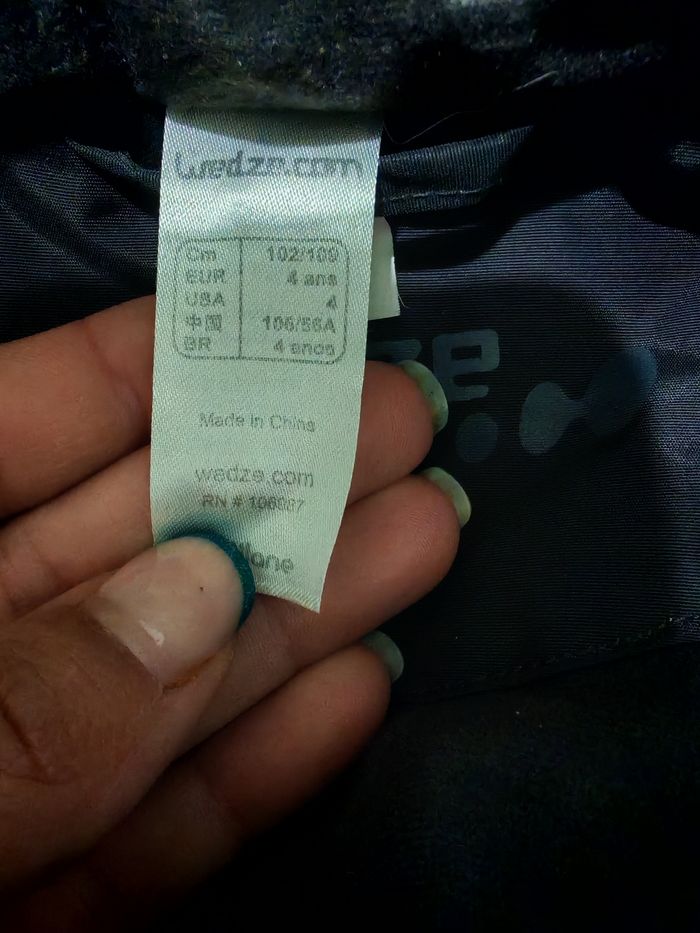 wedze.com
Cm 102/109
EUR 4 ans
USA 4
中国 106/56A
BR 4 anos
Made in China
wedze.com
RN # 106087